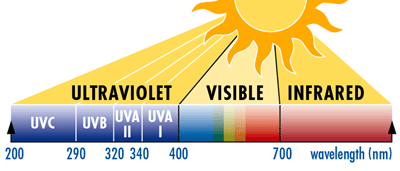 ULTRAVIOLET VISIBLE INFRARED
UVC UVB UVA II UVA I
200 290 320 340 400 700 wavelength (nm)